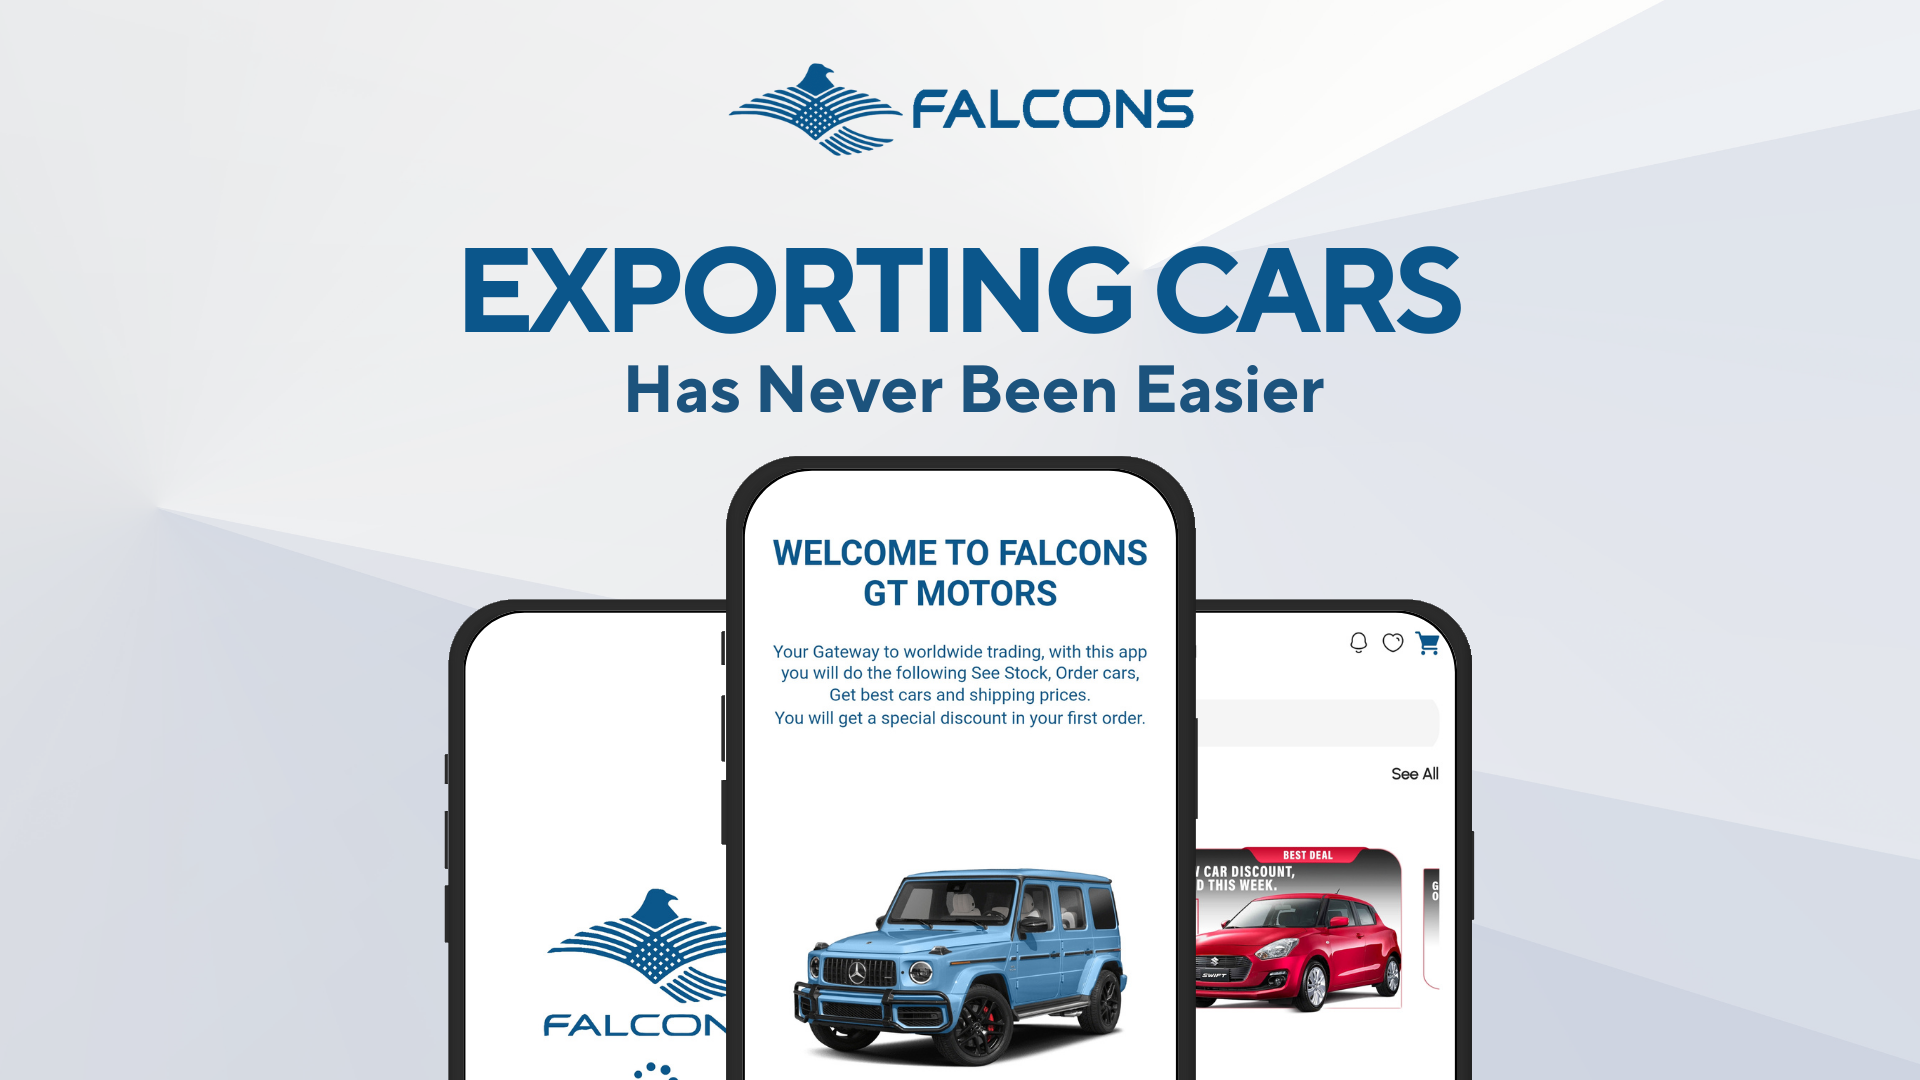 FALCONS
EXPORTING CARS
Has Never Been Easier
WELCOME TO FALCONS
GT MOTORS
Your Gateway to worldwide trading, with this app
you will do the following See Stock, Order cars,
Get best cars and shipping prices.
You will get a special discount in your first order.
FALCON
See All
BEST DEAL
CAR DISCOUNT,
THIS WEEK.
SWIFT